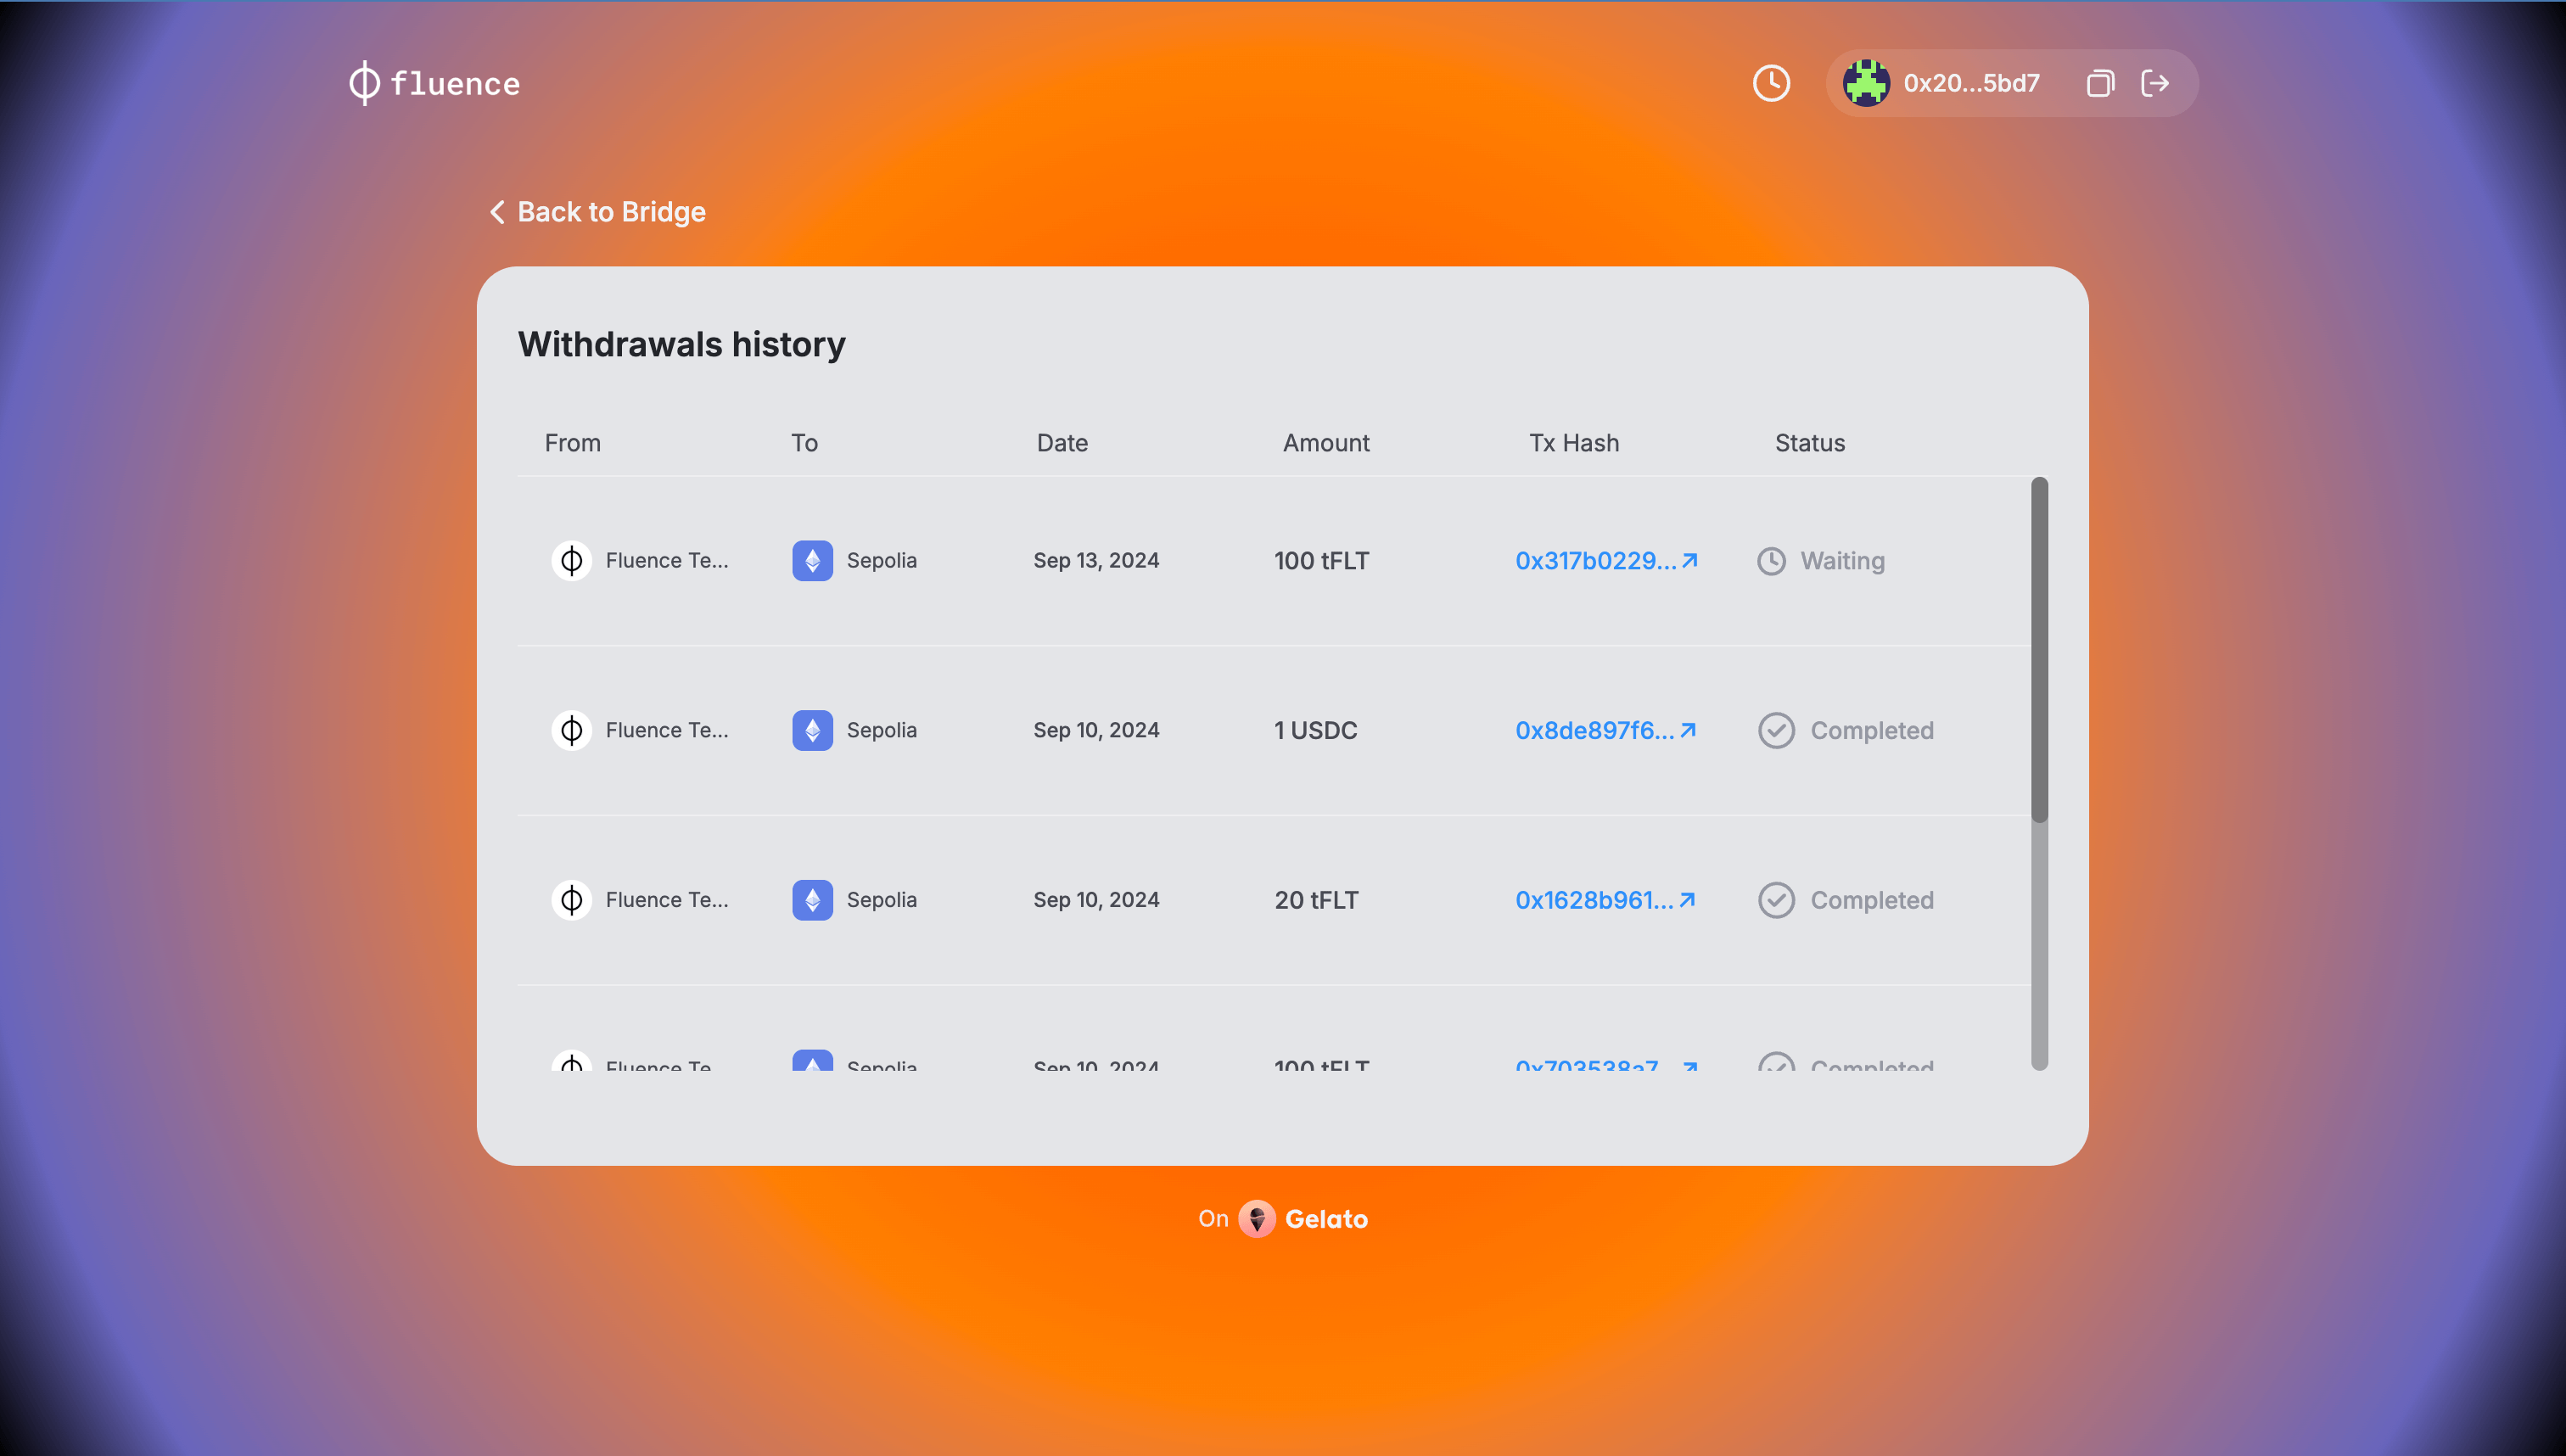 fluence
0x20...5bd7
Back to Bridge
Withdrawals history
From To Date Amount Tx Hash Status
Fluence Te... Sepolia Sep 13, 2024 100 tFLT 0x317b0229... Waiting
Fluence Te... Sepolia Sep 10, 2024 1 USDC 0x8de897f6... Completed
Fluence Te... Sepolia Sep 10, 2024 20 tFLT 0x1628b961... Completed
Fluence Te... Sepolia Sep 10, 2024 100 tFLT 0x703538a7... Completed
On Gelato